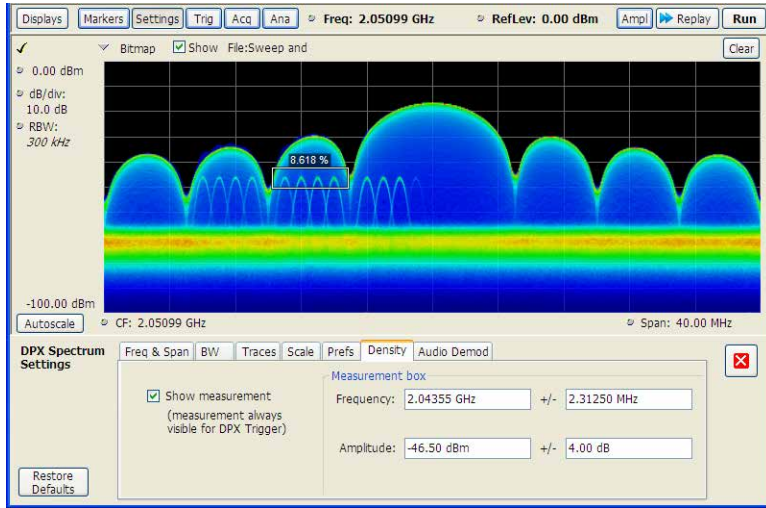 Displays Markers Settings Trig Acq Ana Freq: 2.05099 GHz RefLev: 0.00 dBm Ampl Replay Run
Bitmap Show File:Sweep and Clear
0.00 dBm
dB/div:
10.0 dB
RBW:
300 kHz
8.618 %
-100.00 dBm
Autoscale CF: 2.05099 GHz Span: 40.00 MHz
DPX Spectrum
Settings
Freq & Span BW Traces Scale Prefs Density Audio Demod
Measurement box
Show measurement
(measurement always
visible for DPX Trigger)
Frequency: 2.04355 GHz +/- 2.31250 MHz
Amplitude: -46.50 dBm +/- 4.00 dB
Restore
Defaults